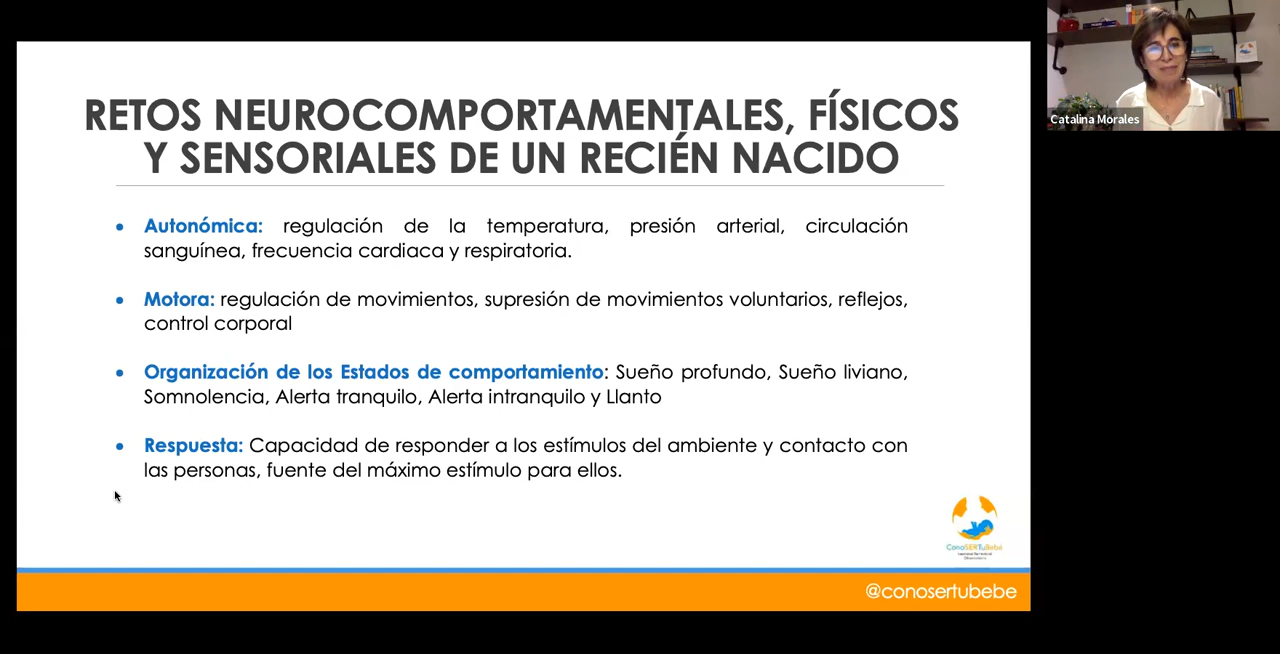 RETOS NEUROCOMPORTAMENTALES, FÍSICOS
Y SENSORIALES DE UN RECIÉN NACIDO
• Autonómica: regulación de la temperatura, presión arterial, circulación
sanguínea, frecuencia cardiaca y respiratoria.
• Motora: regulación de movimientos, supresión de movimientos voluntarios, reflejos,
control corporal
• Organización de los Estados de comportamiento: Sueño profundo, Sueño liviano,
Somnolencia, Alerta tranquilo, Alerta intranquilo y Llanto
• Respuesta: Capacidad de responder a los estímulos del ambiente y contacto con
las personas, fuente del máximo estímulo para ellos.
ConoSERTuBebé
@conosertubebe
Catalina Morales